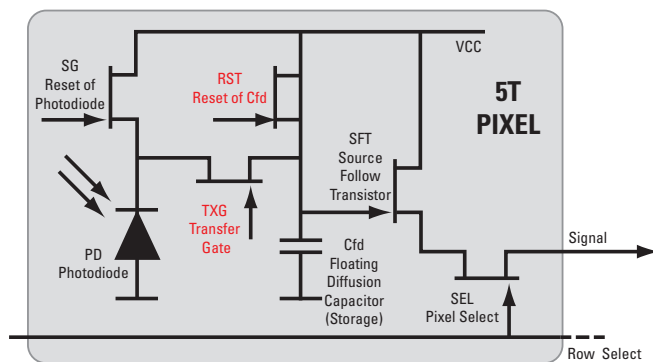 SG
Reset of
Photodiode
RST
Reset of Cfd
VCC
5T
PIXEL
SFT
Source
Follow
Transistor
TXG
Transfer
Gate
PD
Photodiode
Cfd
Floating
Diffusion
Capacitor
(Storage)
Signal
SEL
Pixel Select
Row Select